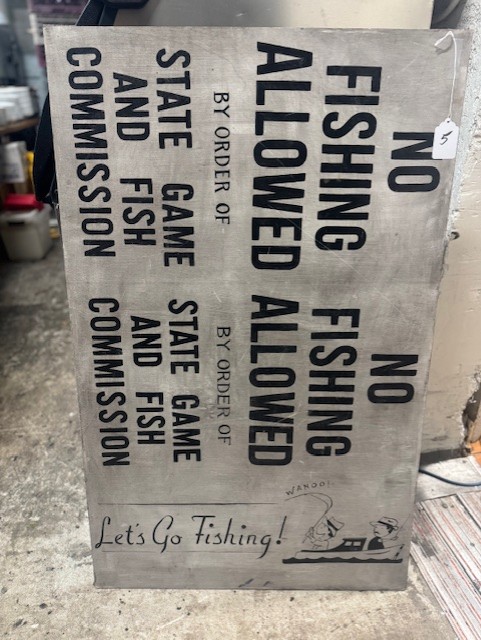 NO
FISHING
ALLOWED
BY ORDER OF
STATE GAME
AND FISH
COMMISSION
NO
FISHING
ALLOWED
BY ORDER OF
STATE GAME
AND FISH
COMMISSION
WAHOO!
Let's Go Fishing!
5